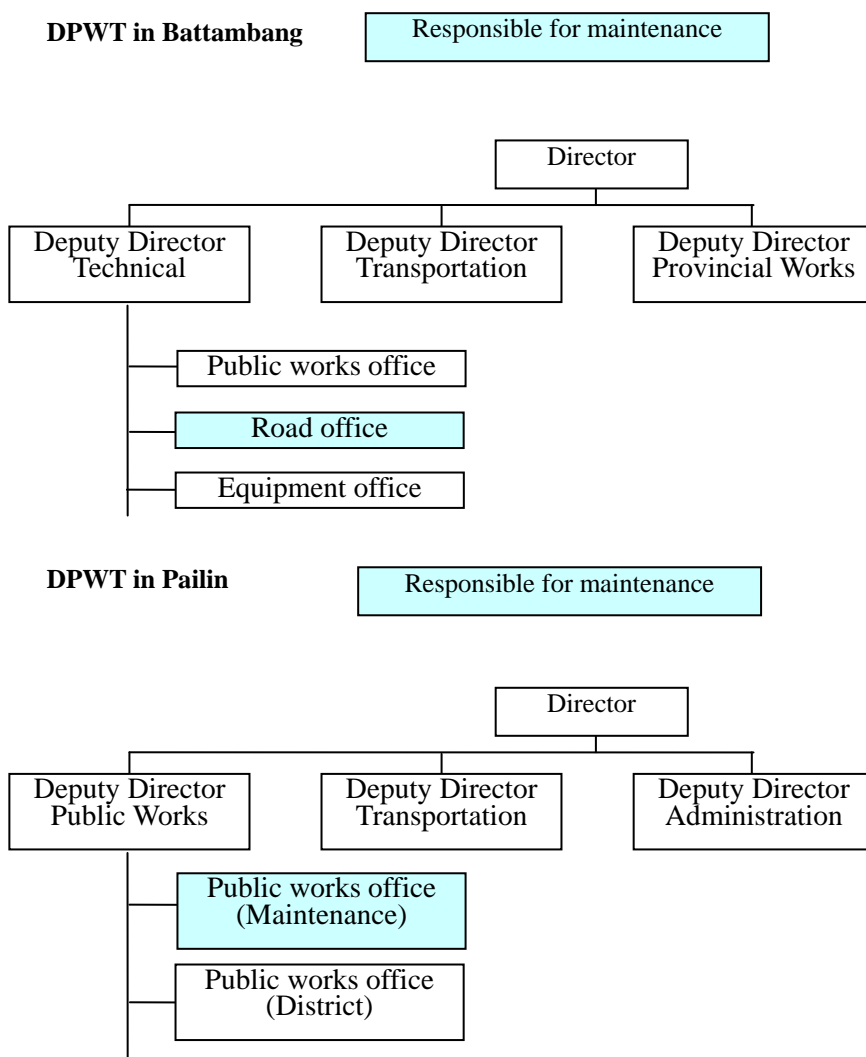 DPWT in Battambang
Responsible for maintenance
Director
Deputy Director
Technical
Deputy Director
Transportation
Deputy Director
Provincial Works
Public works office
Road office
Equipment office
DPWT in Pailin
Responsible for maintenance
Director
Deputy Director
Public Works
Deputy Director
Transportation
Deputy Director
Administration
Public works office
(Maintenance)
Public works office
(District)